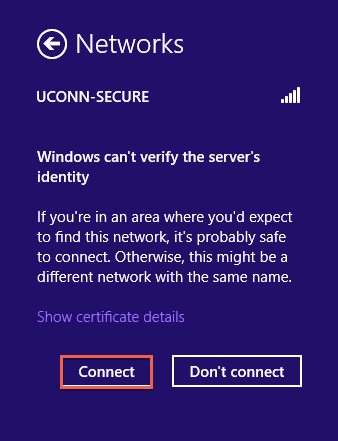 Networks
UCONN-SECURE
Windows can't verify the server's
identity
If you're in an area where you'd expect
to find this network, it's probably safe
to connect. Otherwise, this might be a
different network with the same name.
Show certificate details
Connect
Don't connect